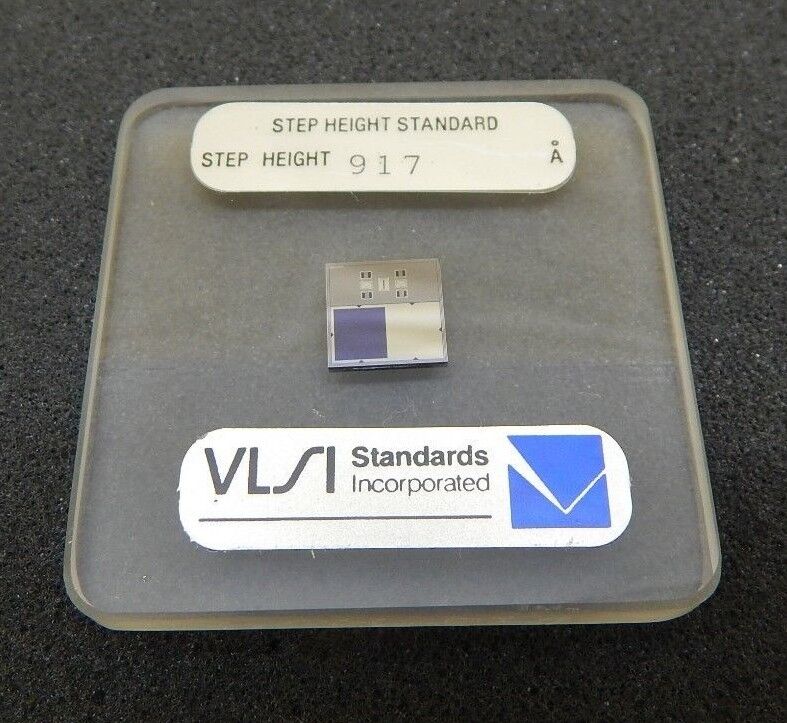 STEP HEIGHT STANDARD
STEP HEIGHT 917 Å
VLSI Standards
Incorporated